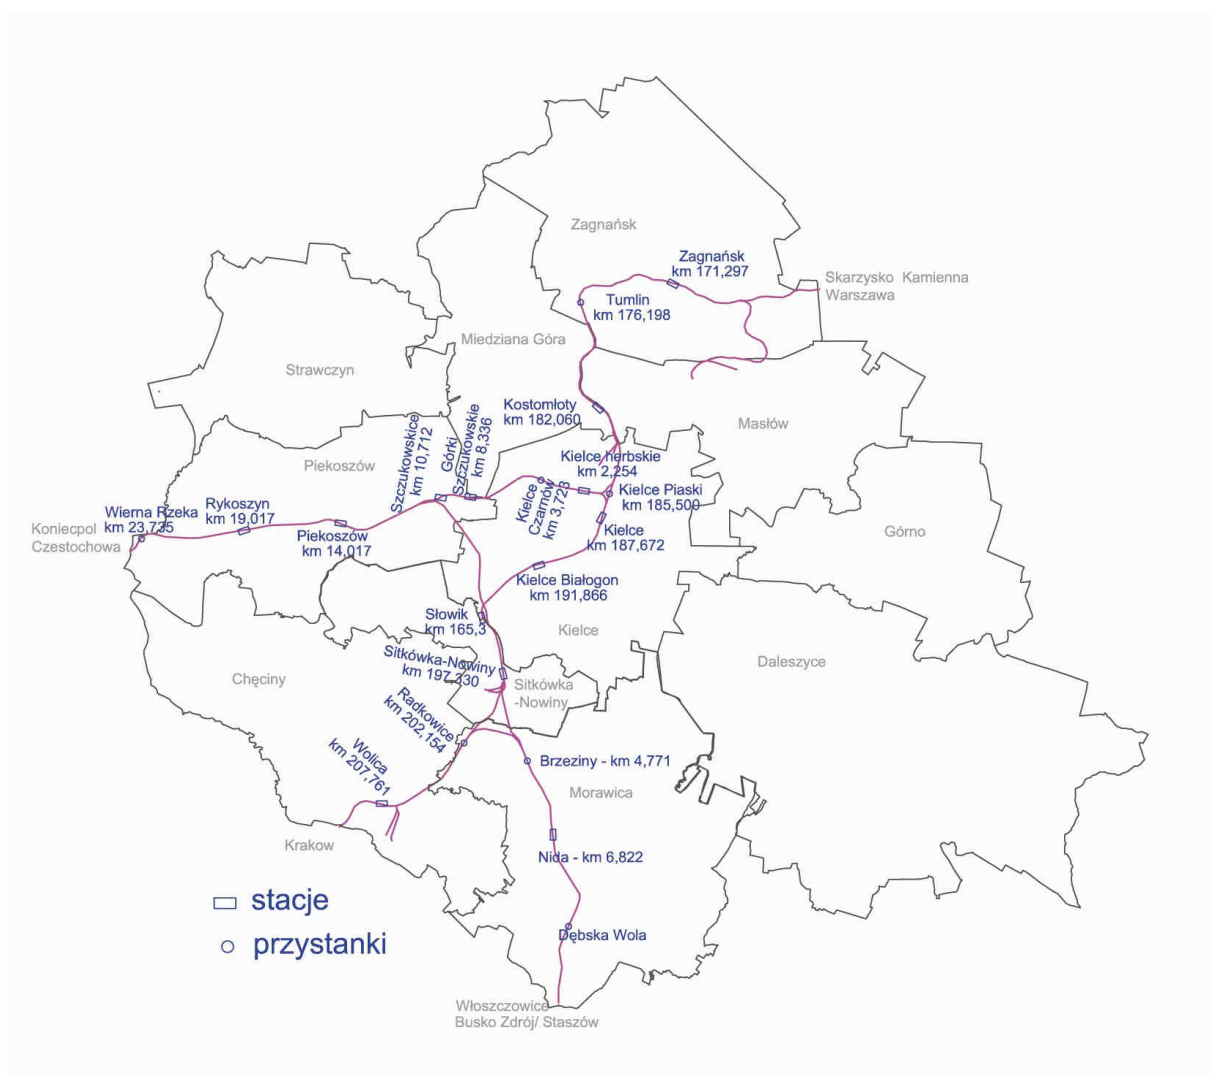 Zagnańsk
Zagnańsk
km 171,297
Skarzysko Kamienna
Warszawa
Tumlin
km 176,198
Miedziana Góra
Strawczyn
Kostomłoty
km 182,060
Masłów
Szczukowskice
km 10,712
Górki
Szczukowskie
km 8,336
Piekoszów
Kielce herbskie
km 2,254
Kielce
Czarnów
km 3,723
Kielce Piaski
km 185,500
Wierna Rzeka
km 23,735
Rykoszyn
km 19,017
Koniecpol
Czestochowa
Piekoszów
km 14,017
Kielce
km 187,672
Górno
Kielce Białogon
km 191,866
Słowik
km 165,3
Kielce
Sitkówka-Nowiny
km 197,330
Daleszyce
Chęciny
Sitkówka
-Nowiny
Radkowice
km 202,154
Wolica
km 207,761
Brzeziny - km 4,771
Morawica
Krakow
Nida - km 6,822
stacje
przystanki
Dębska Wola
Włoszczowice
Busko Zdrój/ Staszów